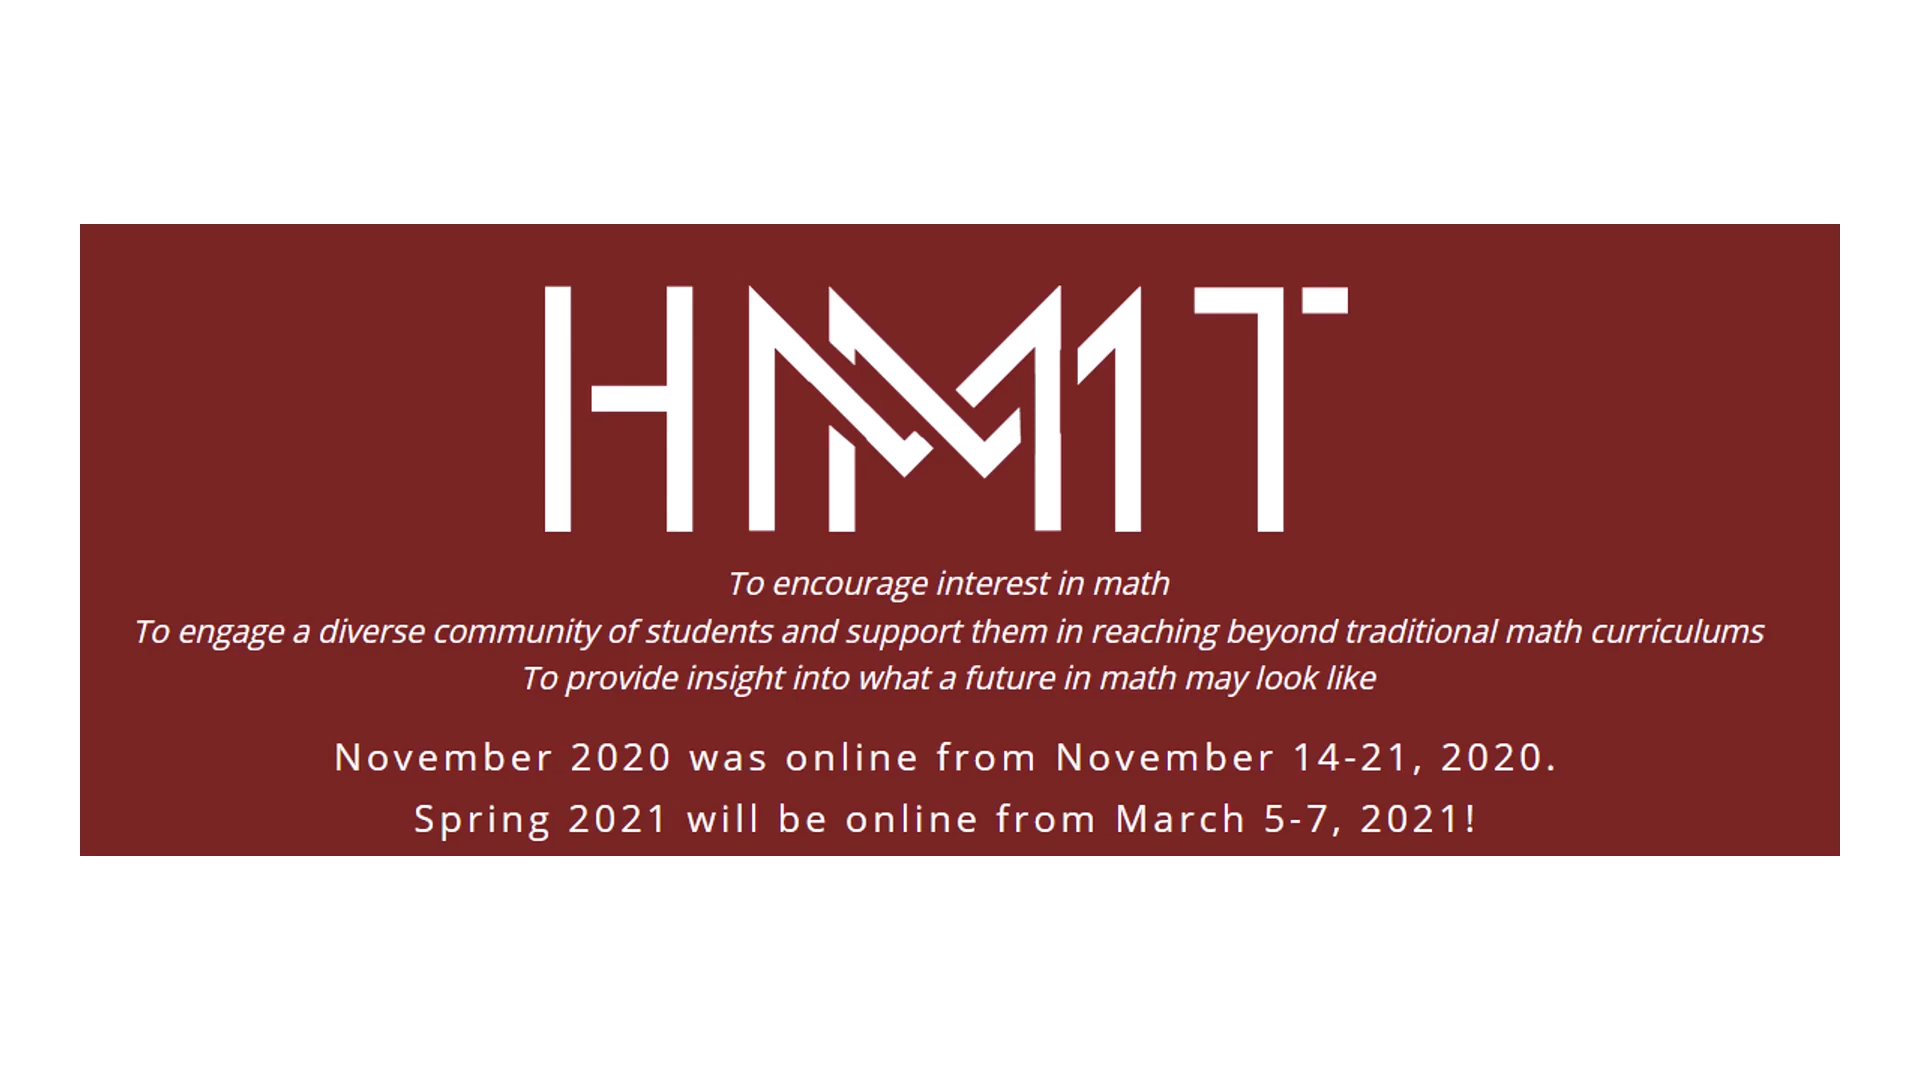 HMMT
To encourage interest in math
To engage a diverse community of students and support them in reaching beyond traditional math curriculums
To provide insight into what a future in math may look like
November 2020 was online from November 14-21, 2020.
Spring 2021 will be online from March 5-7, 2021!